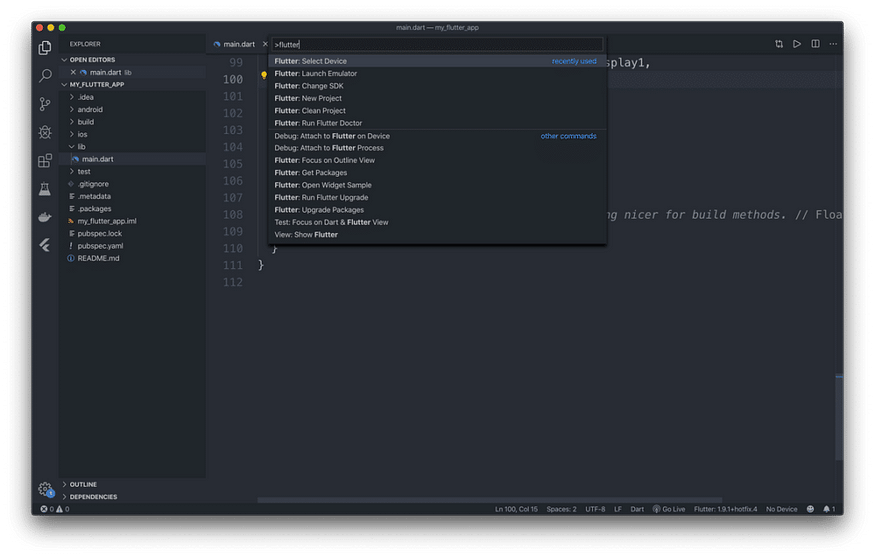 main.dart — my_flutter_app
EXPLORER
OPEN EDITORS
main.dart lib
MY_FLUTTER_APP
.idea
android
build
ios
lib
main.dart
test
.gitignore
.metadata
.packages
my_flutter_app.iml
pubspec.lock
pubspec.yaml
README.md
OUTLINE
DEPENDENCIES
main.dart
>flutter
Flutter: Select Device recently used
Flutter: Launch Emulator
Flutter: Change SDK
Flutter: New Project
Flutter: Clean Project
Flutter: Run Flutter Doctor
Debug: Attach to Flutter on Device other commands
Debug: Attach to Flutter Process
Flutter: Focus on Outline View
Flutter: Get Packages
Flutter: Open Widget Sample
Flutter: Run Flutter Upgrade
Flutter: Upgrade Packages
Test: Focus on Dart & Flutter View
View: Show Flutter
99 splay1,
100
101
102
103
104
105
106
107
108 g nicer for build methods. // Floa
109
110 }
111 }
112
0 0 Ln 100, Col 15 Spaces: 2 UTF-8 LF Dart Go Live Flutter: 1.9.1+hotfix.4 No Device 1